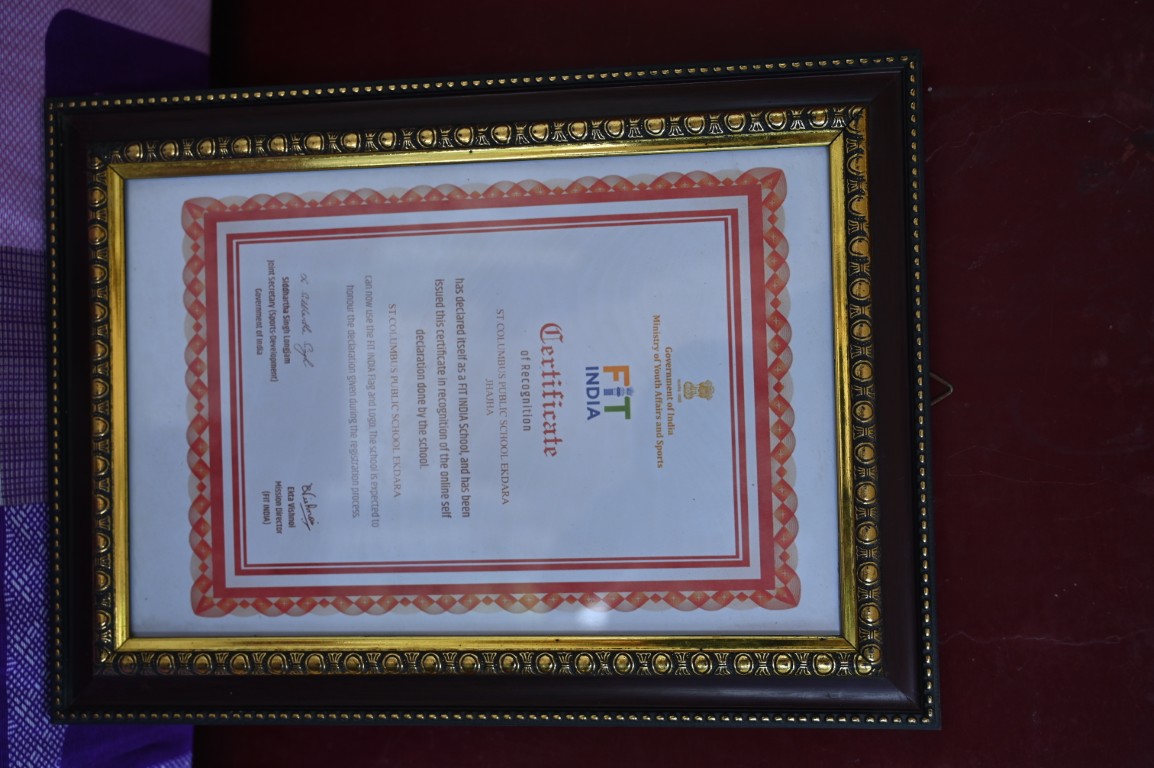 Government of India
Ministry of Youth Affairs and Sports
FiT
INDIA
Certificate
of Recognition
ST.COLUMBUS PUBLIC SCHOOL EKDARA
JHAJHA
has declared itself as a FIT INDIA School, and has been
issued this certificate in recognition of the online self
declaration done by the school.
ST.COLUMBUS PUBLIC SCHOOL EKDARA
can now use the FIT INDIA Flag and Logo. The school is expected to
honour the declaration given during the registration process.
Siddhartha Singh Longjam
Joint Secretary (Sports-Development)
Government of India
Ekta Vishnoi
Mission Director
(FIT INDIA)